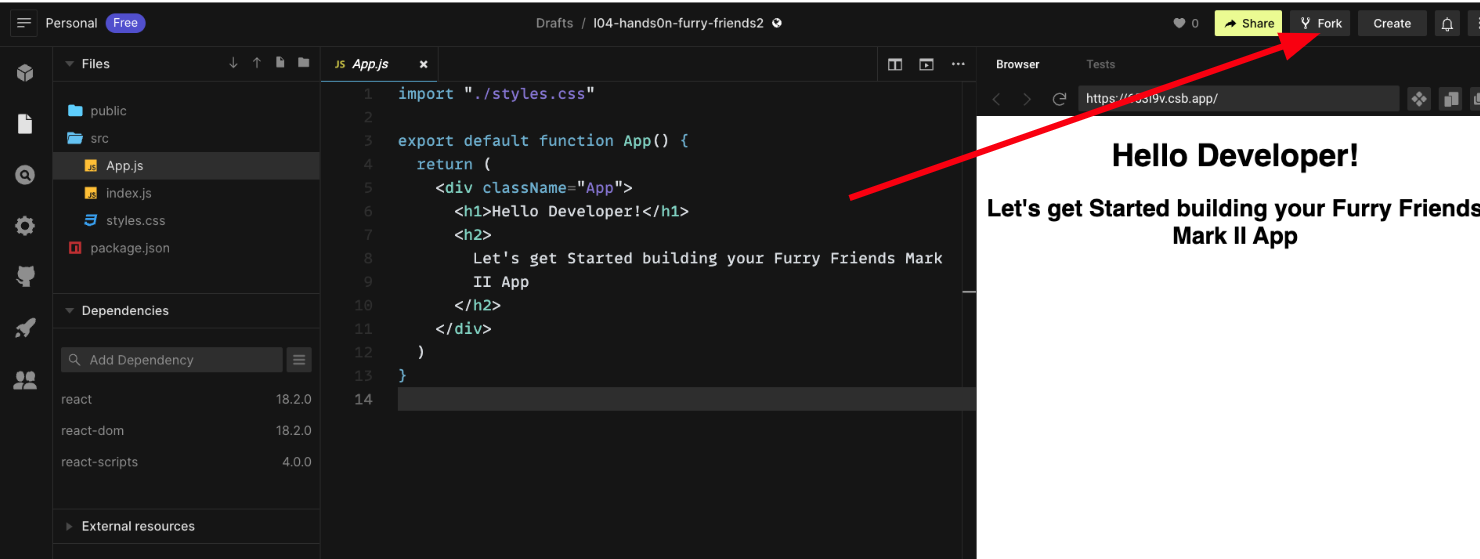 Personal Free
Drafts / l04-hands0n-furry-friends2
0 Share Fork Create
Files
public
src
JS App.js
JS index.js
styles.css
package.json
Dependencies
Add Dependency
react 18.2.0
react-dom 18.2.0
react-scripts 4.0.0
External resources
JS App.js
1 import "./styles.css"
2
3 export default function App() {
4 return (
5 <div className="App">
6 <h1>Hello Developer!</h1>
7 <h2>
8 Let's get Started building your Furry Friends Mark
9 II App
10 </h2>
11 </div>
12 )
13 }
14
Browser Tests
.csb.app/
Hello Developer!
Let's get Started building your Furry Friends
Mark II App